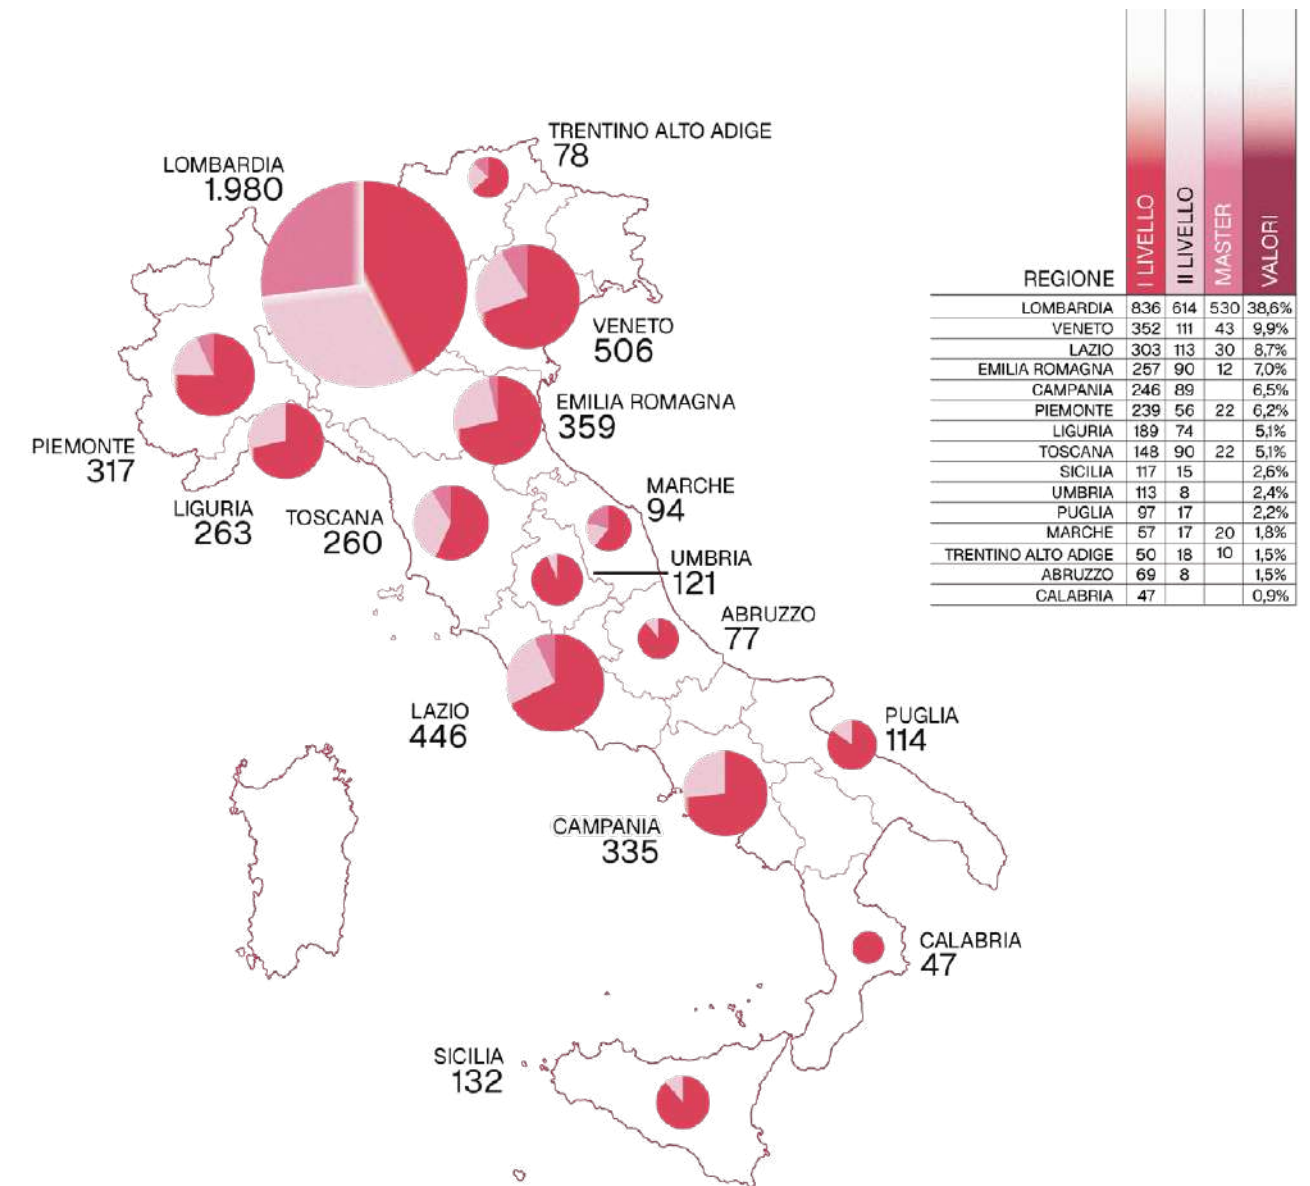 TRENTINO ALTO ADIGE
78
LOMBARDIA
1.980
VENETO
506
EMILIA ROMAGNA
359
PIEMONTE
317
LIGURIA
263
TOSCANA
260
MARCHE
94
UMBRIA
121
ABRUZZO
77
LAZIO
446
PUGLIA
114
CAMPANIA
335
CALABRIA
47
SICILIA
132
REGIONE I LIVELLO II LIVELLO MASTER VALORI
LOMBARDIA 836 614 530 38,6%
VENETO 352 111 43 9,9%
LAZIO 303 113 30 8,7%
EMILIA ROMAGNA 257 90 12 7,0%
CAMPANIA 246 89 6,5%
PIEMONTE 239 56 22 6,2%
LIGURIA 189 74 5,1%
TOSCANA 148 90 22 5,1%
SICILIA 117 15 2,6%
UMBRIA 113 8 2,4%
PUGLIA 97 17 2,2%
MARCHE 57 17 20 1,8%
TRENTINO ALTO ADIGE 50 18 10 1,5%
ABRUZZO 69 8 1,5%
CALABRIA 47 0,9%